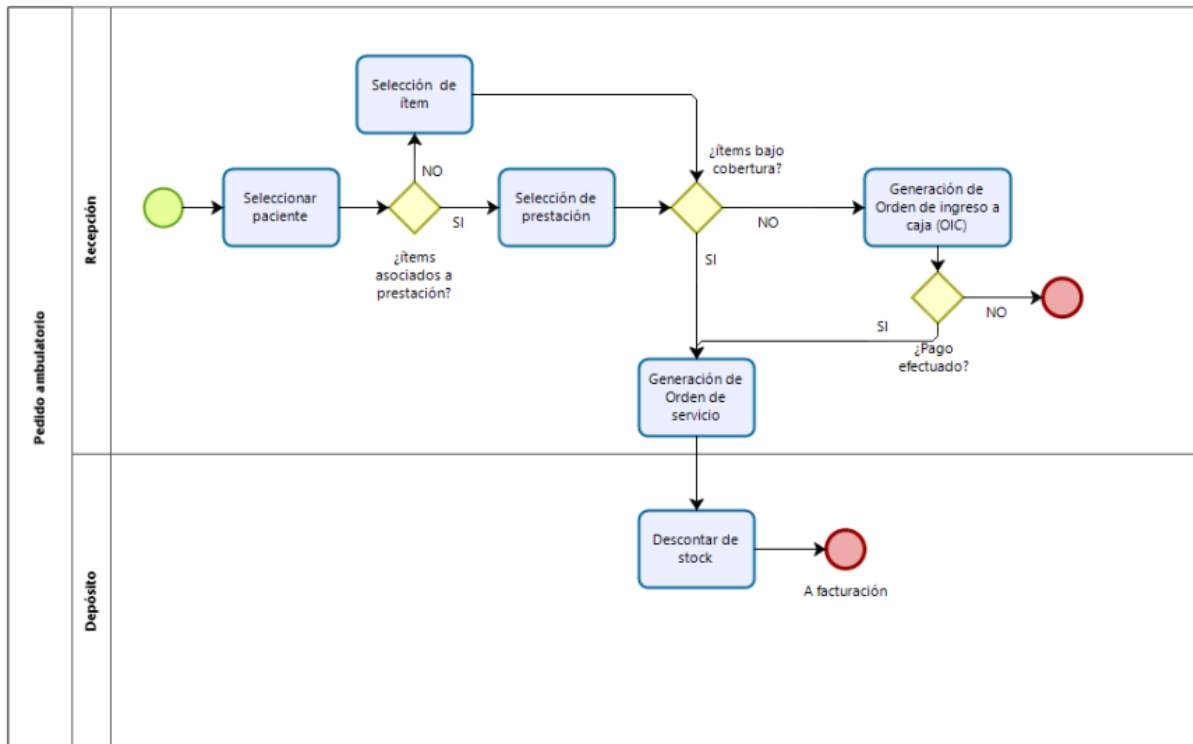 Pedido ambulatorio
Recepción
Selección de
ítem
NO
Seleccionar
paciente
SI
¿ítems
asociados a
prestación?
Selección de
prestación
¿ítems bajo
cobertura?
NO
SI
Generación de
Orden de ingreso a
caja (OIC)
NO
SI
¿Pago
efectuado?
Generación de
Orden de
servicio
Depósito
Descontar de
stock
A facturación